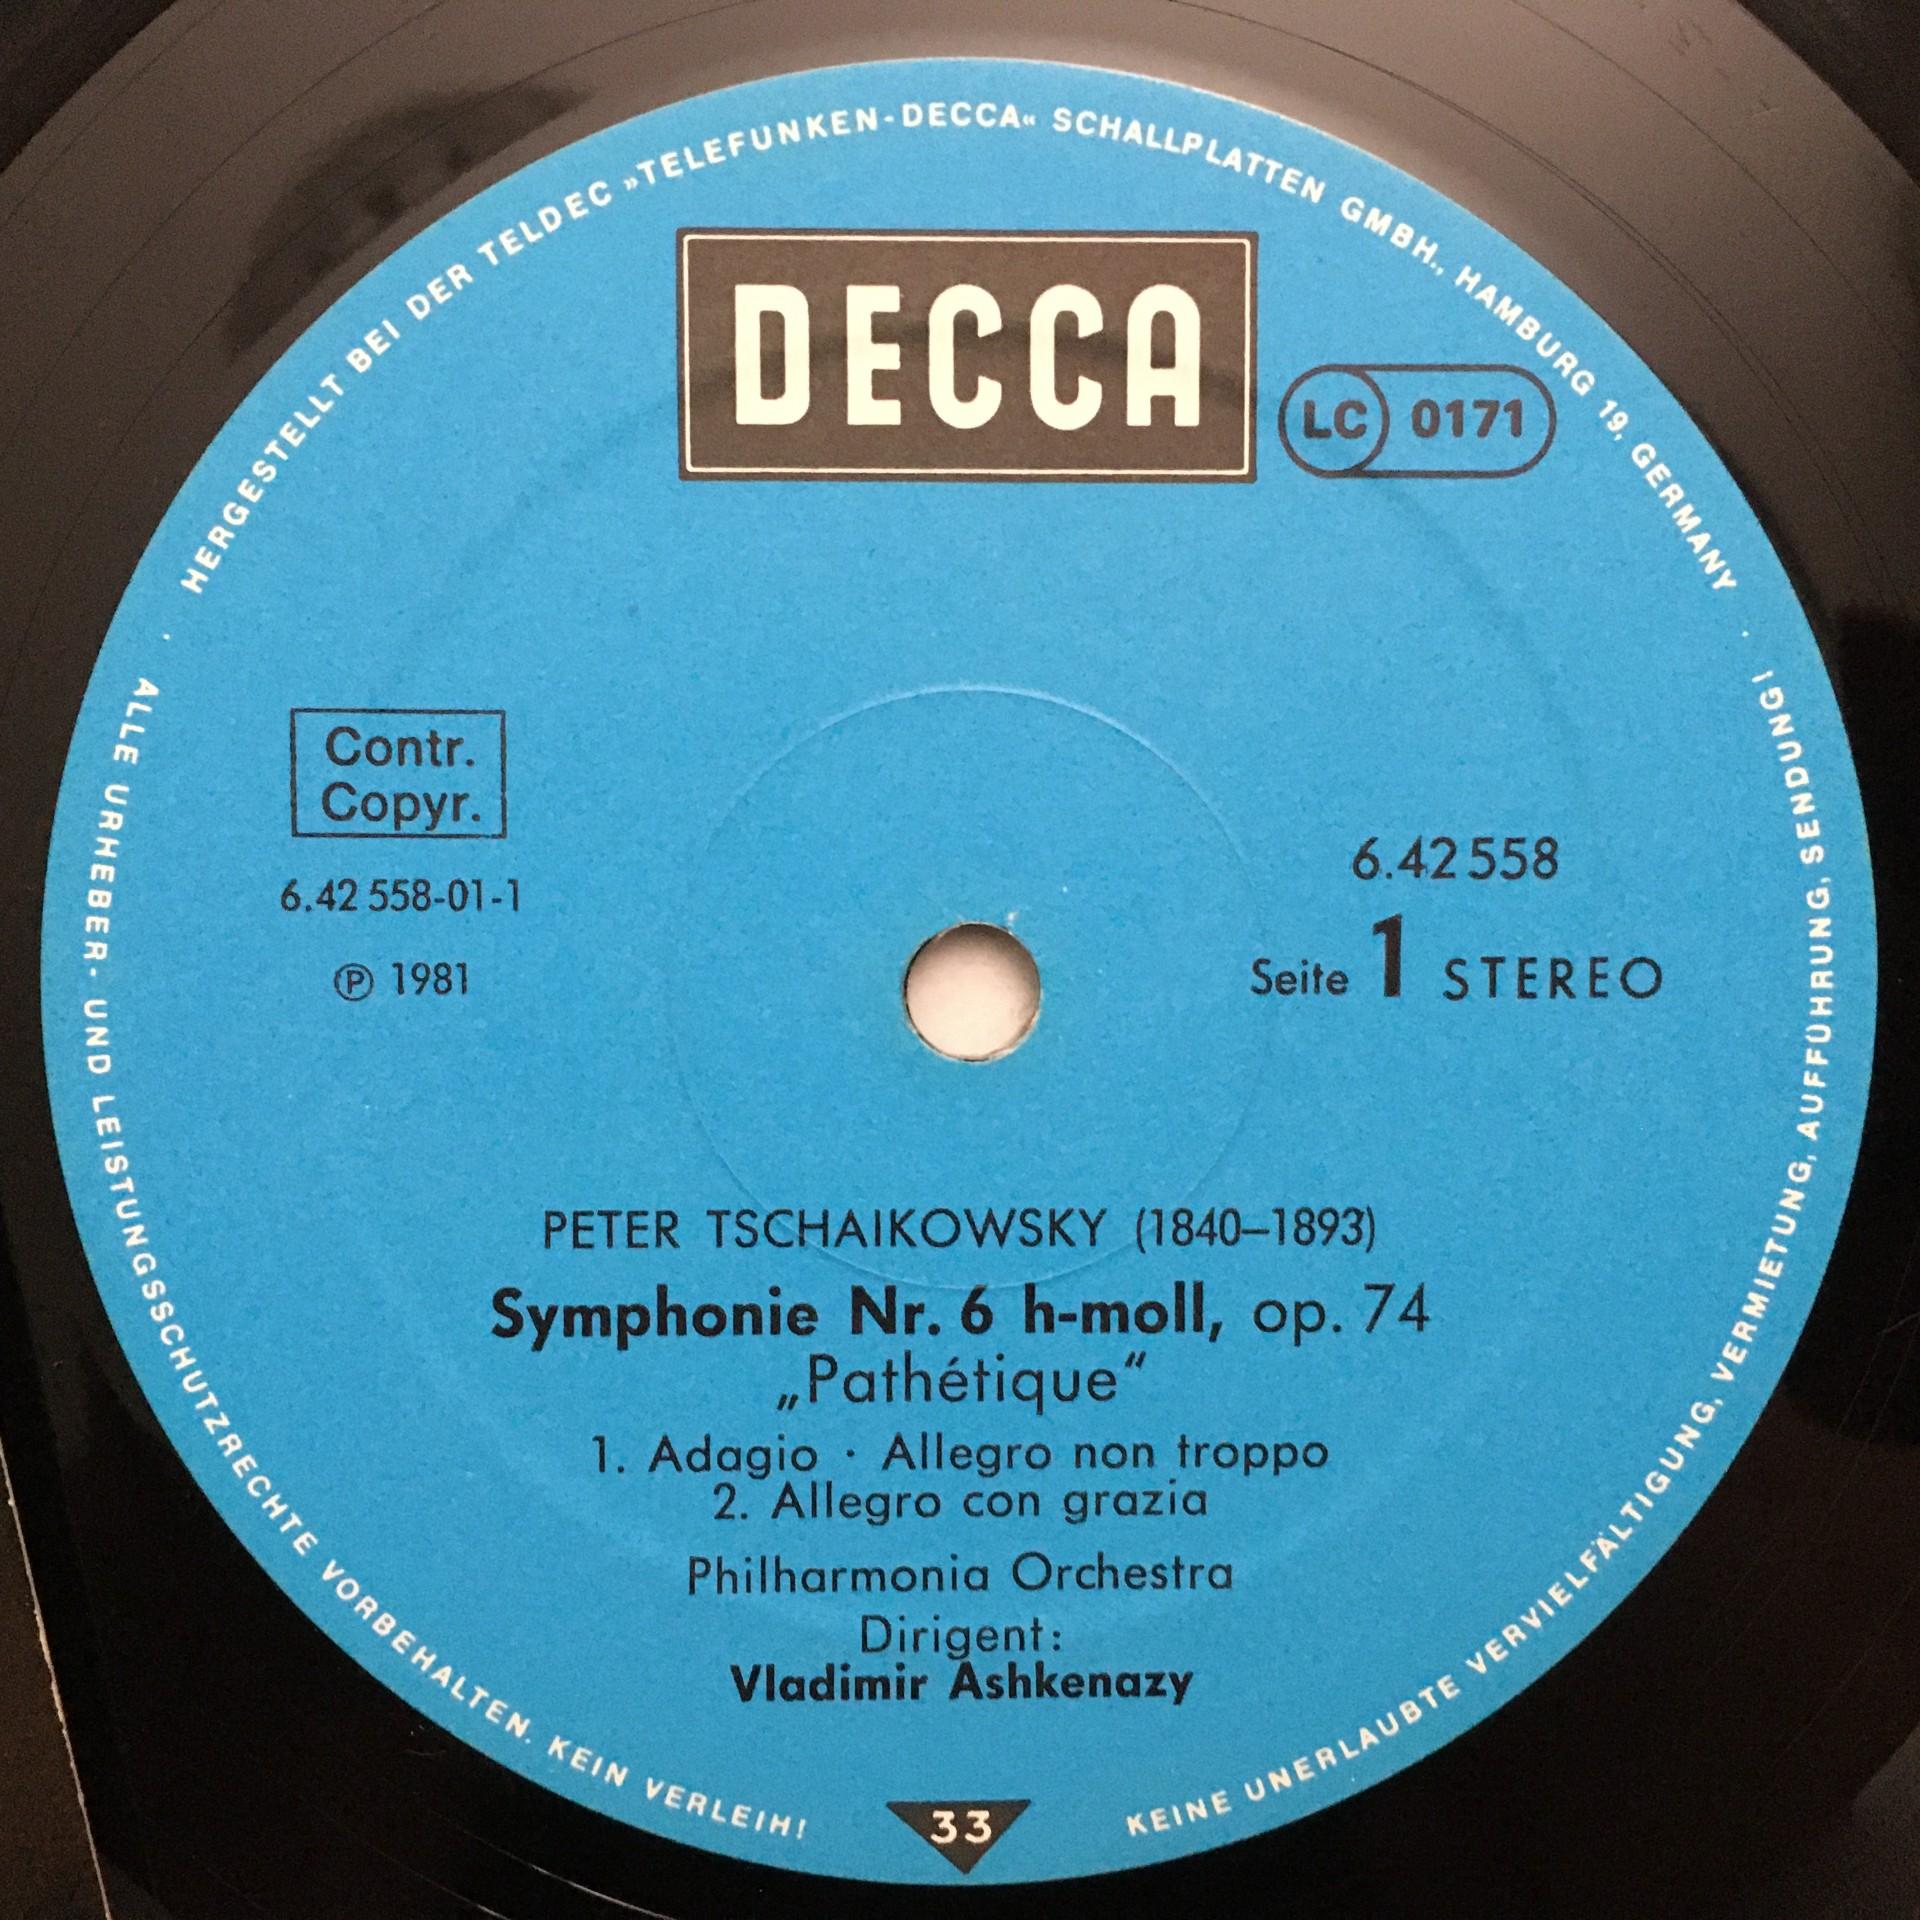 HERGESTELLT BEI DER TELDEC »TELEFUNKEN-DECCA« SCHALLPLATTEN GMBH., HAMBURG 19, GERMANY
DECCA
LC 0171
Contr.
Copyr.
6.42 558-01-1
℗ 1981
6.42 558
Seite 1 STEREO
PETER TSCHAIKOWSKY (1840–1893)
Symphonie Nr. 6 h-moll, op. 74
„Pathétique“
1. Adagio · Allegro non troppo
2. Allegro con grazia
Philharmonia Orchestra
Dirigent:
Vladimir Ashkenazy
33
ALLE URHEBER- UND LEISTUNGSSCHUTZRECHTE VORBEHALTEN. KEIN VERLEIH!
KEINE UNERLAUBTE VERVIELFÄLTIGUNG, VERMIETUNG, AUFFÜHRUNG, SENDUNG!